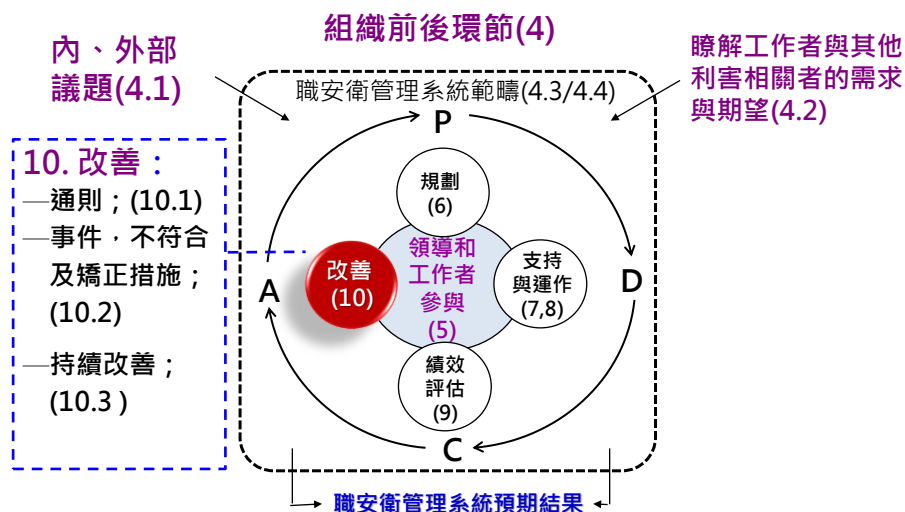 組織前後環節(4)
內、外部
議題(4.1)
瞭解工作者與其他
利害相關者的需求
與期望(4.2)
職安衛管理系統範疇(4.3/4.4)
P
10. 改善：
—通則；(10.1)
—事件，不符合
及矯正措施；
(10.2)
—持續改善；
(10.3 )
規劃
(6)
領導和
工作者
參與
(5)
改善
(10)
支持
與運作
(7,8)
A
D
績效
評估
(9)
C
職安衛管理系統預期結果